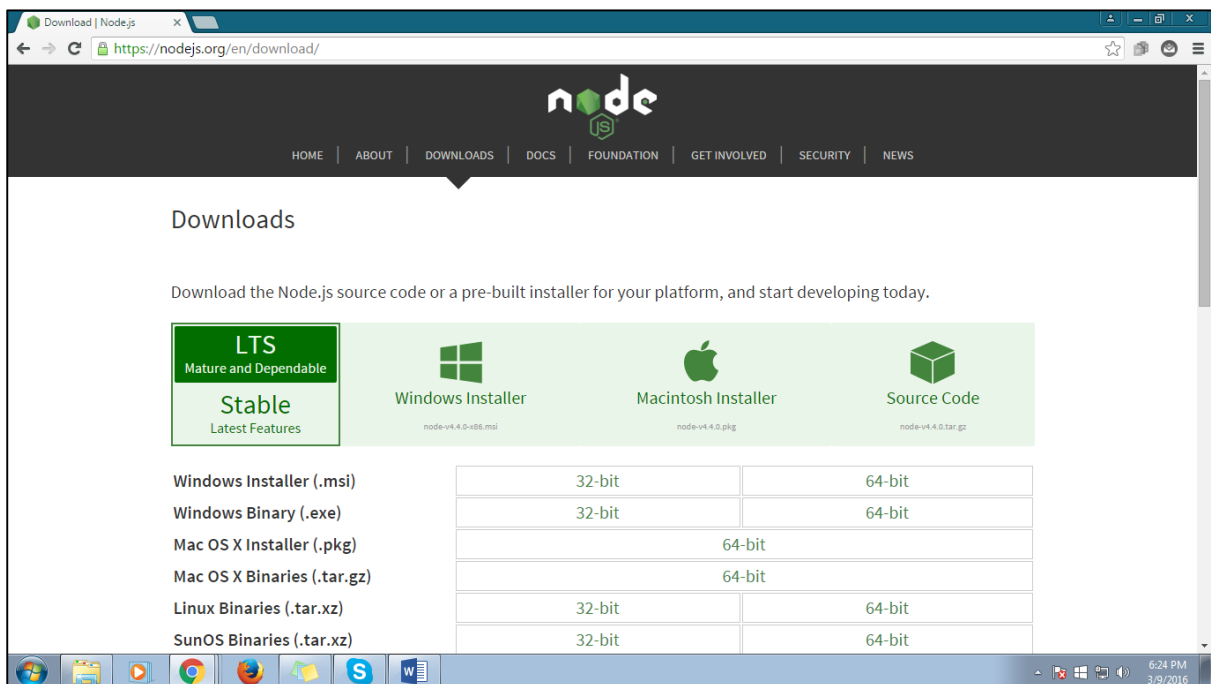 Download | Node.js
https://nodejs.org/en/download/
node
JS
HOME | ABOUT | DOWNLOADS | DOCS | FOUNDATION | GET INVOLVED | SECURITY | NEWS
Downloads
Download the Node.js source code or a pre-built installer for your platform, and start developing today.
LTS
Mature and Dependable
Stable
Latest Features
Windows Installer
node-v4.4.0-x86.msi
Macintosh Installer
node-v4.4.0.pkg
Source Code
node-v4.4.0.tar.gz
Windows Installer (.msi) 32-bit 64-bit
Windows Binary (.exe) 32-bit 64-bit
Mac OS X Installer (.pkg) 64-bit
Mac OS X Binaries (.tar.gz) 64-bit
Linux Binaries (.tar.xz) 32-bit 64-bit
SunOS Binaries (.tar.xz) 32-bit 64-bit
S
W
6:24 PM
3/9/2016